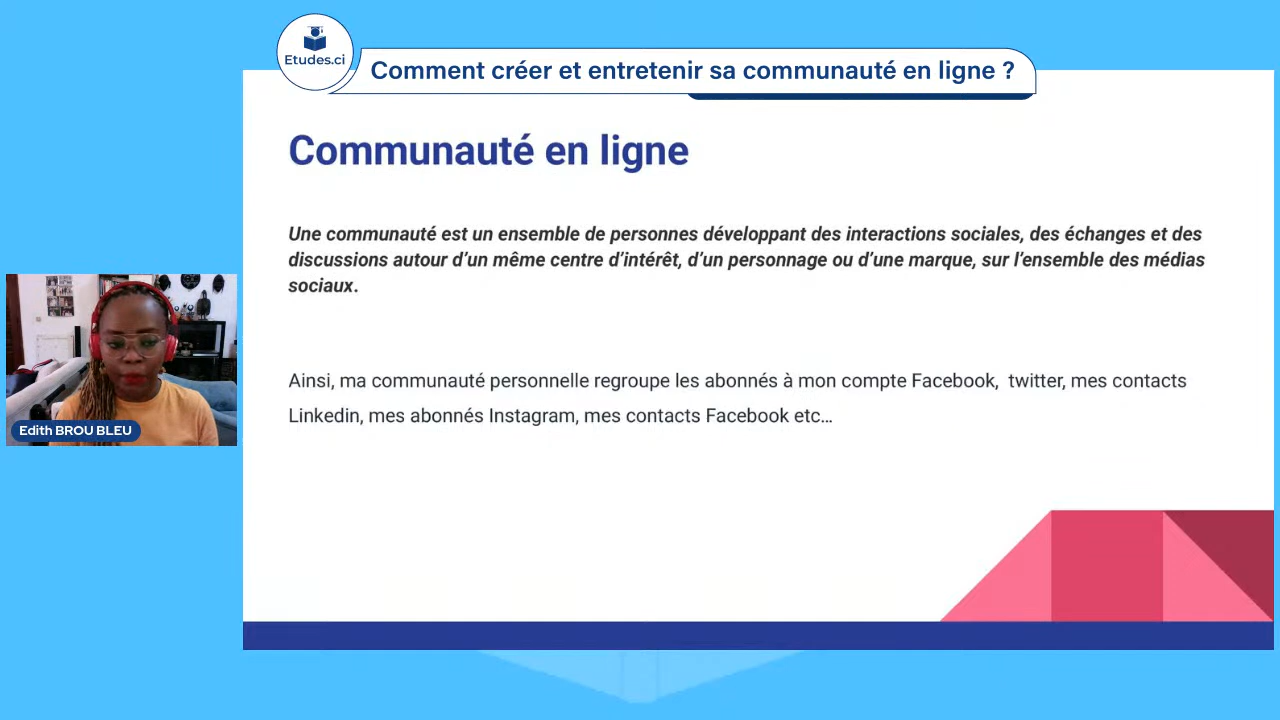 Etudes.ci
Comment créer et entretenir sa communauté en ligne ?
Communauté en ligne
Une communauté est un ensemble de personnes développant des interactions sociales, des échanges et des
discussions autour d’un même centre d’intérêt, d’un personnage ou d’une marque, sur l’ensemble des médias
sociaux.
Ainsi, ma communauté personnelle regroupe les abonnés à mon compte Facebook,  twitter, mes contacts
Linkedin, mes abonnés Instagram, mes contacts Facebook etc…
Edith BROU BLEU